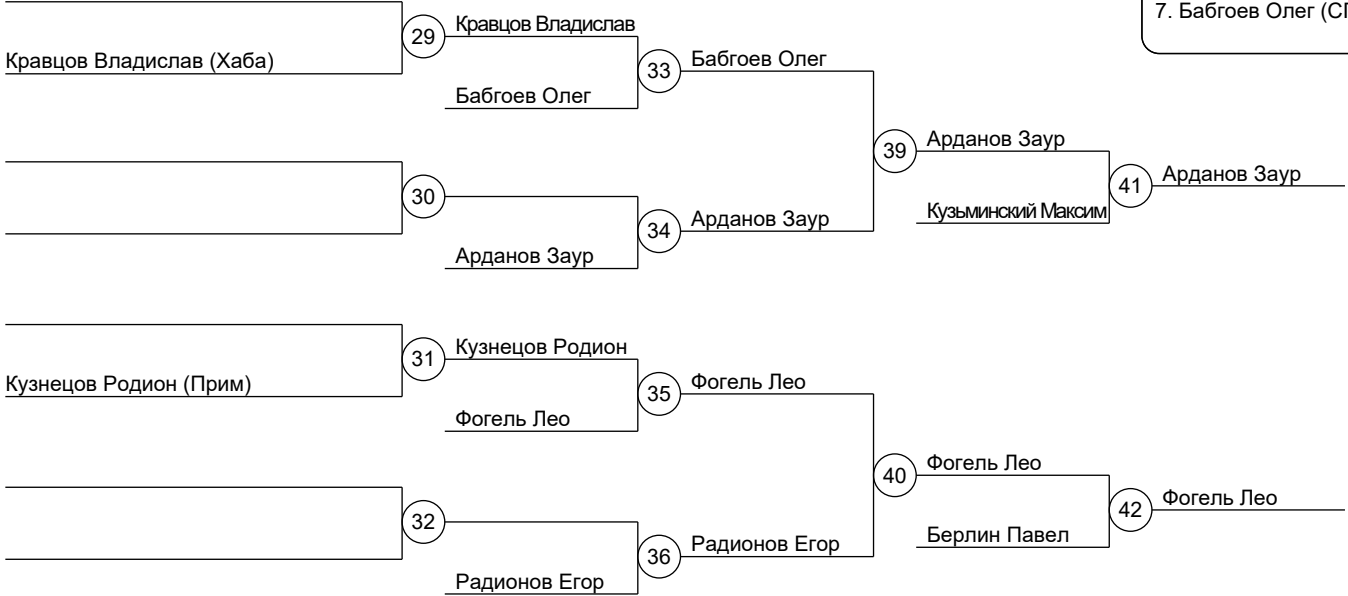 7. Бабгоев Олег (СП
29
Кравцов Владислав
Кравцов Владислав (Хаба)
33
Бабгоев Олег
Бабгоев Олег
39
Арданов Заур
41
Арданов Заур
30
Кузьминский Максим
34
Арданов Заур
Арданов Заур
31
Кузнецов Родион
Кузнецов Родион (Прим)
35
Фогель Лео
Фогель Лео
40
Фогель Лео
42
Фогель Лео
32
Берлин Павел
36
Радионов Егор
Радионов Егор